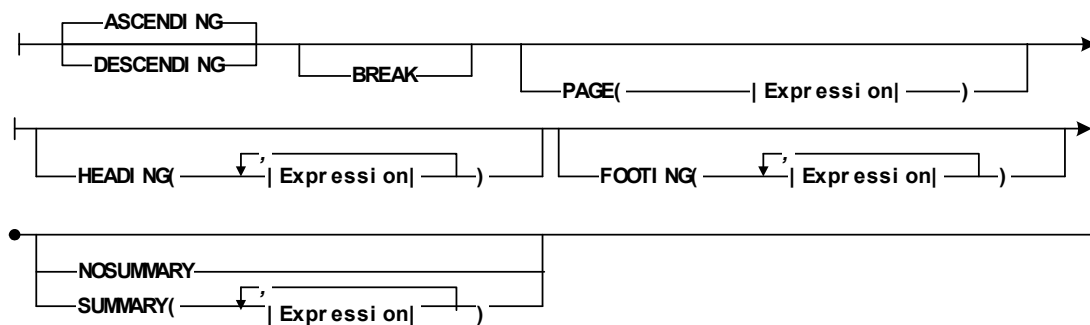 ASCENDING
DESCENDING
BREAK
PAGE( |Expression| )
HEADING( , |Expression| )
FOOTING( , |Expression| )
NOSUMMARY
SUMMARY( , |Expression| )